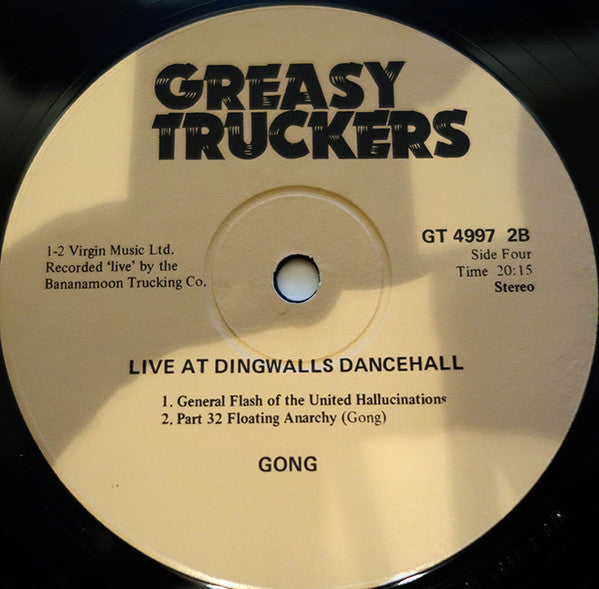 GREASY
TRUCKERS
1-2 Virgin Music Ltd.
Recorded 'live' by the
Bananamoon Trucking Co.
GT 4997 2B
Side Four
Time 20:15
Stereo
LIVE AT DINGWALLS DANCEHALL
1. General Flash of the United Hallucinations
2. Part 32 Floating Anarchy (Gong)
GONG